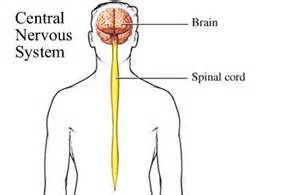 Central
Nervous
System
Brain
Spinal cord